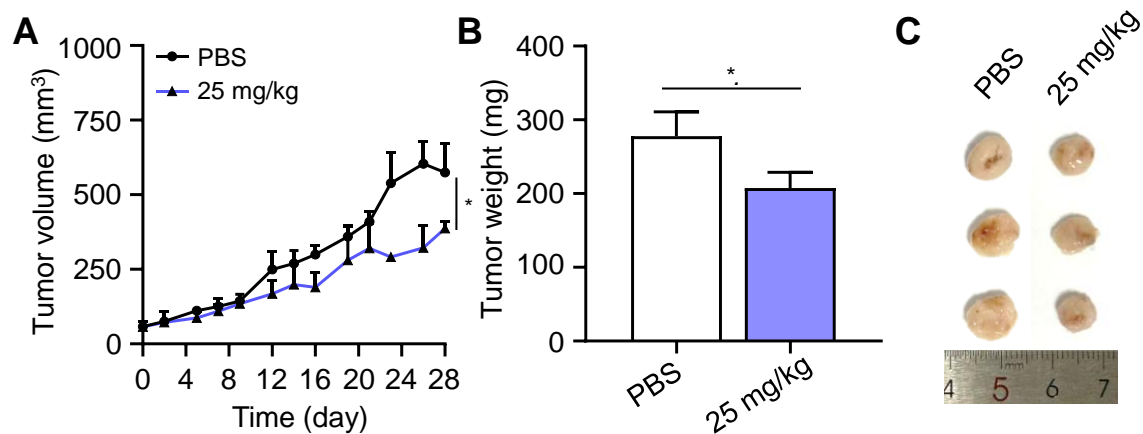 A
1000
750
500
250
0
Tumor volume (mm³)
PBS
25 mg/kg
*
0 4 8 12 16 20 24 28
Time (day)
B
400
300
200
100
0
Tumor weight (mg)
*
PBS
25 mg/kg
C
PBS
25 mg/kg
4 5 mm 6 7